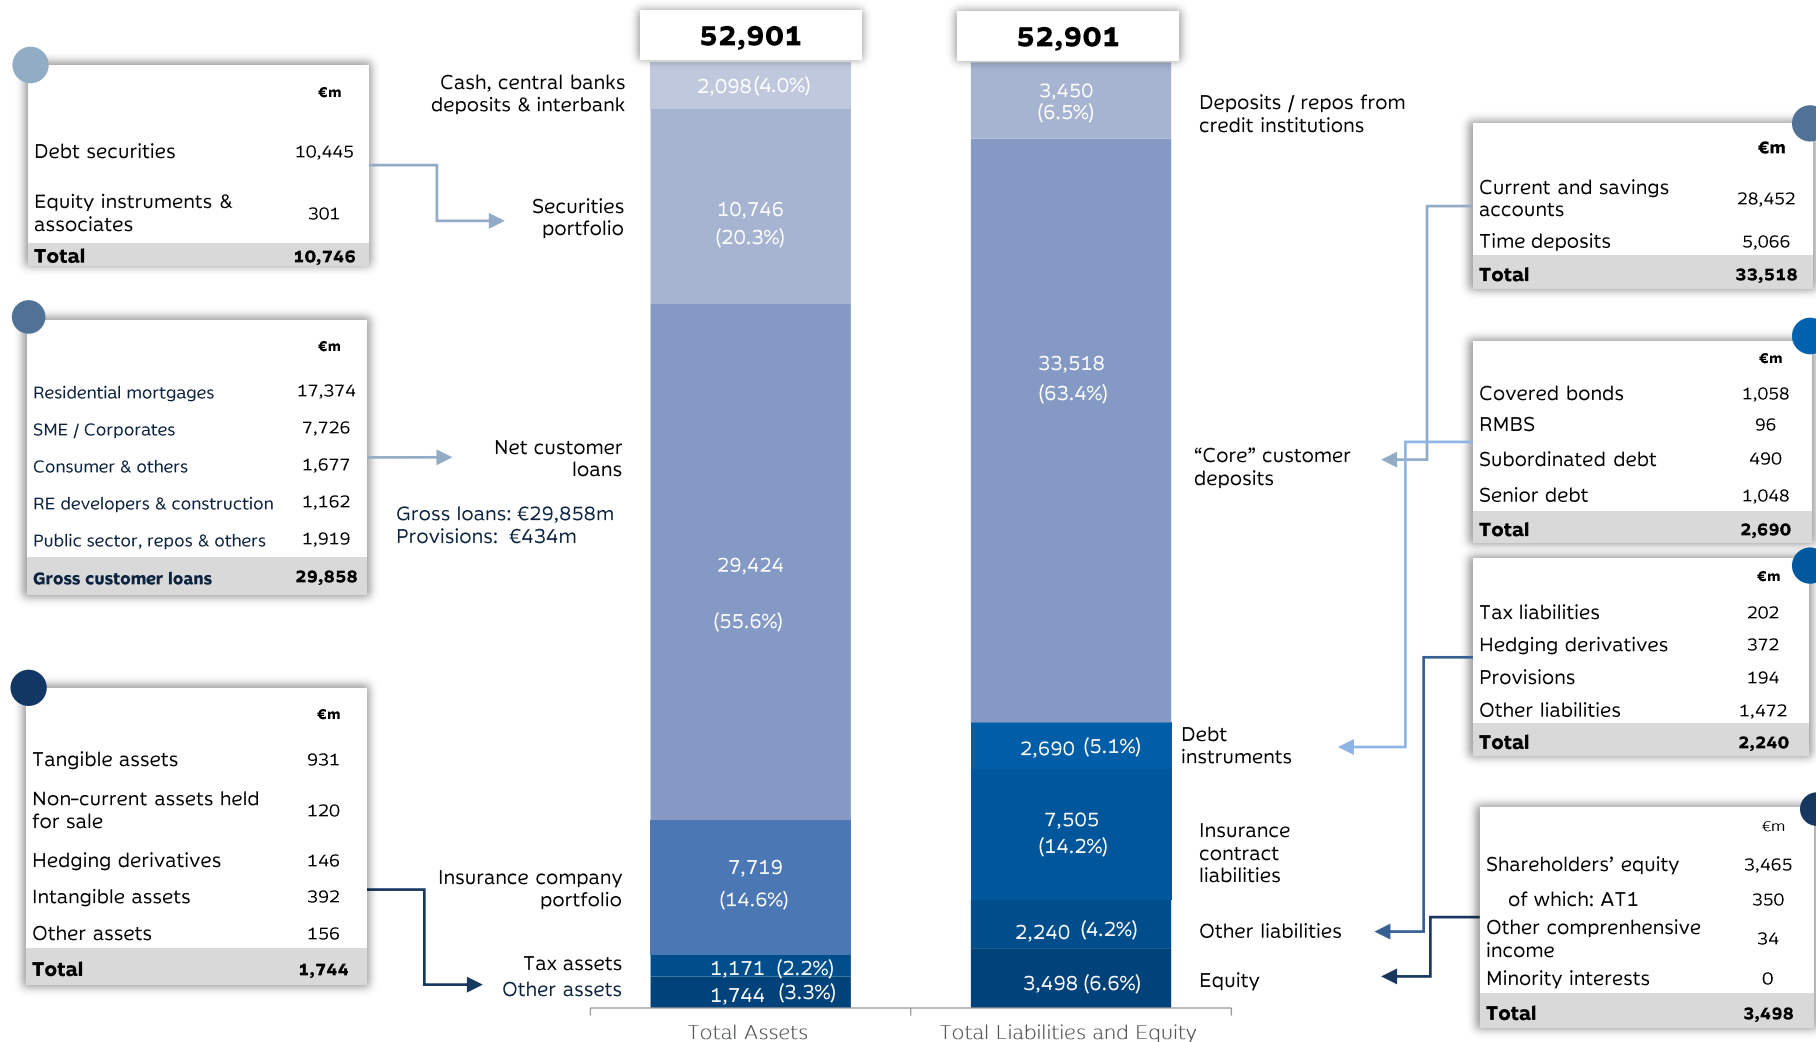 52,901
52,901
€m
Debt securities 10,445
Equity instruments &
associates 301
Total 10,746
€m
Residential mortgages 17,374
SME / Corporates 7,726
Consumer & others 1,677
RE developers & construction 1,162
Public sector, repos & others 1,919
Gross customer loans 29,858
€m
Tangible assets 931
Non-current assets held
for sale 120
Hedging derivatives 146
Intangible assets 392
Other assets 156
Total 1,744
Cash, central banks
deposits & interbank
Securities
portfolio
Net customer
loans
Gross loans: €29,858m
Provisions: €434m
Insurance company
portfolio
Tax assets
Other assets
2,098 (4.0%)
10,746
(20.3%)
29,424
(55.6%)
7,719
(14.6%)
1,171 (2.2%)
1,744 (3.3%)
Total Assets
3,450
(6.5%)
33,518
(63.4%)
2,690 (5.1%)
7,505
(14.2%)
2,240 (4.2%)
3,498 (6.6%)
Total Liabilities and Equity
Deposits / repos from
credit institutions
“Core” customer
deposits
Debt
instruments
Insurance
contract
liabilities
Other liabilities
Equity
€m
Current and savings
accounts 28,452
Time deposits 5,066
Total 33,518
€m
Covered bonds 1,058
RMBS 96
Subordinated debt 490
Senior debt 1,048
Total 2,690
€m
Tax liabilities 202
Hedging derivatives 372
Provisions 194
Other liabilities 1,472
Total 2,240
€m
Shareholders’ equity 3,465
of which: AT1 350
Other comprenhensive
income 34
Minority interests 0
Total 3,498